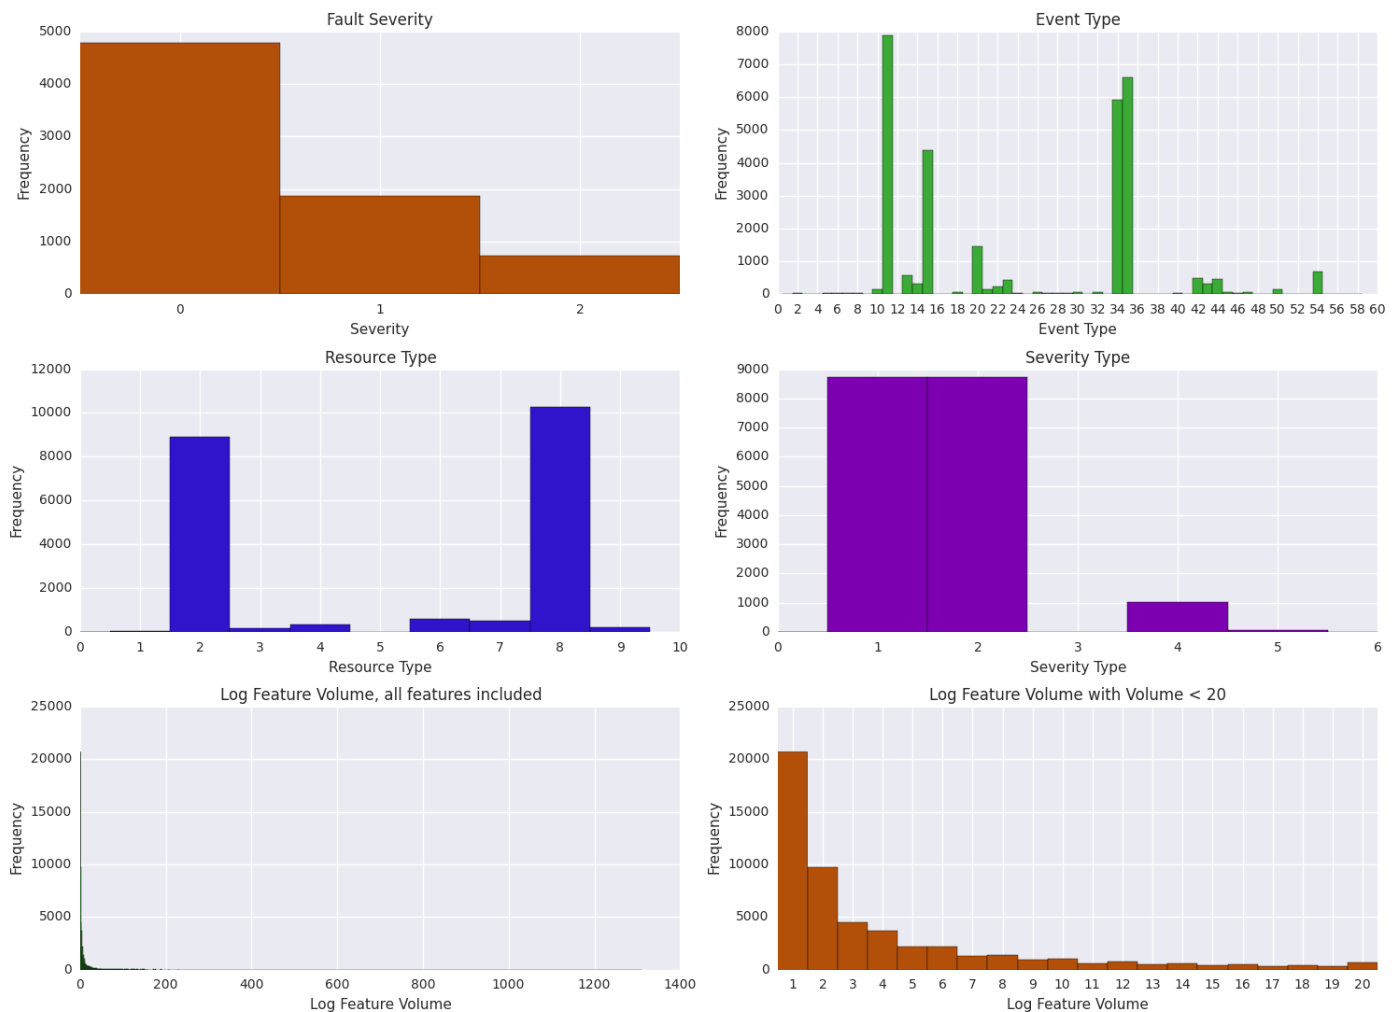 Fault Severity
5000
4000
3000
2000
1000
0
Frequency
0 1 2
Severity
Event Type
8000
7000
6000
5000
4000
3000
2000
1000
0
Frequency
0 2 4 6 8 10 12 14 16 18 20 22 24 26 28 30 32 34 36 38 40 42 44 46 48 50 52 54 56 58 60
Event Type
Resource Type
12000
10000
8000
6000
4000
2000
0
Frequency
0 1 2 3 4 5 6 7 8 9 10
Resource Type
Severity Type
9000
8000
7000
6000
5000
4000
3000
2000
1000
0
Frequency
0 1 2 3 4 5 6
Severity Type
Log Feature Volume, all features included
25000
20000
15000
10000
5000
0
Frequency
0 200 400 600 800 1000 1200 1400
Log Feature Volume
Log Feature Volume with Volume < 20
25000
20000
15000
10000
5000
0
Frequency
1 2 3 4 5 6 7 8 9 10 11 12 13 14 15 16 17 18 19 20
Log Feature Volume